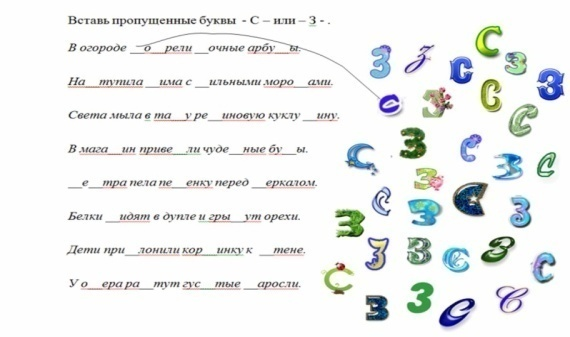 Вставь пропущенные буквы - С – или – З - .
В огороде __о__рели __очные арбу__ы.
На__тупила __има с __ильными моро__ами.
Света мыла в та__у ре__иновую куклу __ину.
В мага__ин приве__ли чуде__ные бу__ы.
__е__тра пела пе__енку перед __еркалом.
Белки __идят в дупле и гры__ут орехи.
Дети при__лонили кор__инку к __тене.
У о__ера ра__тут гус__тые __аросли.